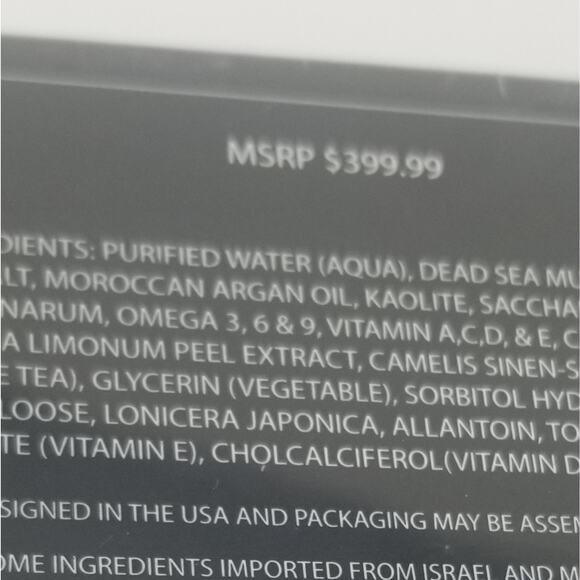 MSRP $399.99
DIENTS: PURIFIED WATER (AQUA), DEAD SEA MU
LT, MOROCCAN ARGAN OIL, KAOLITE, SACCHA
NARUM, OMEGA 3, 6 & 9, VITAMIN A,C,D, & E, C
A LIMONUM PEEL EXTRACT, CAMELIS SINEN-S
E TEA), GLYCERIN (VEGETABLE), SORBITOL HYD
LOOSE, LONICERA JAPONICA, ALLANTOIN, TO
TE (VITAMIN E), CHOLCALCIFEROL(VITAMIN D
SIGNED IN THE USA AND PACKAGING MAY BE ASSEM
OME INGREDIENTS IMPORTED FROM ISRAEL AND M